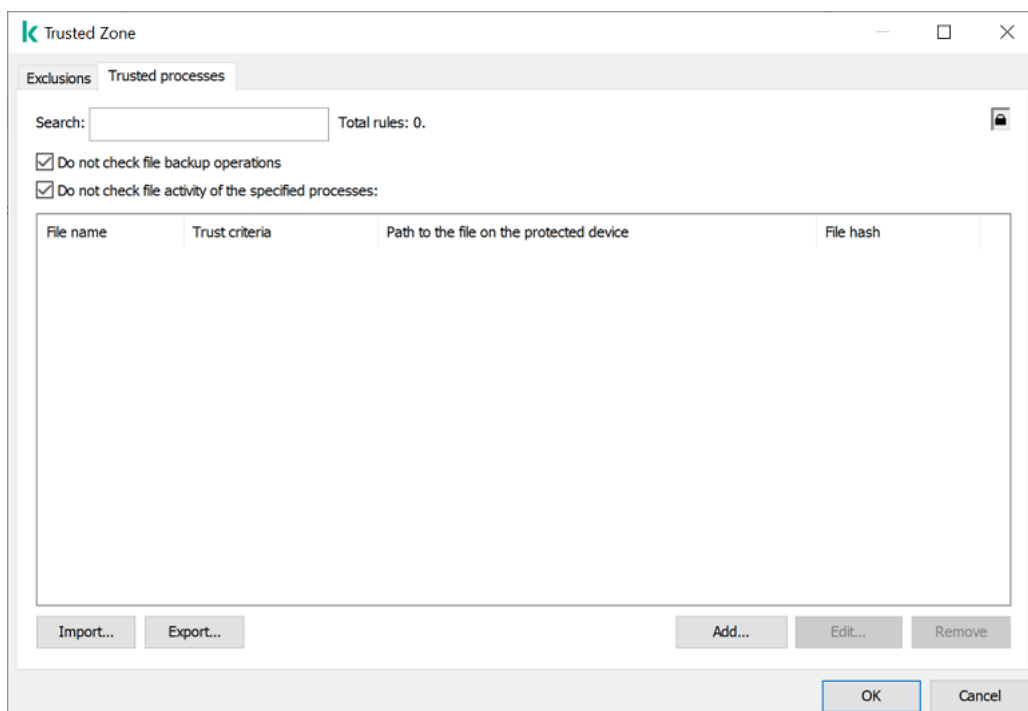 Trusted Zone
Exclusions Trusted processes
Search: Total rules: 0.
Do not check file backup operations
Do not check file activity of the specified processes:
File name Trust criteria Path to the file on the protected device File hash
Import... Export... Add... Edit... Remove
OK Cancel